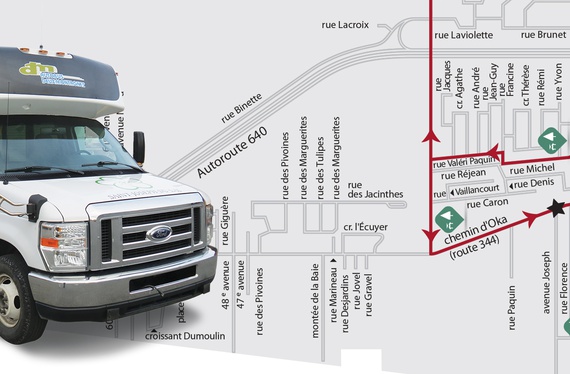 rue Lacroix
rue Laviolette
rue Brunet
rue Jacques
cr. Agathe
rue André
rue Jean-Guy
rue Francine
cr. Thérèse
rue Rémi
rue Yvon
rue Binette
Autoroute 640
rue des Pivoines
rue des Marguerites
rue des Tulipes
rue des Marguerites
rue des Jacinthes
rue Valéri Paquin
rue Réjean
rue Michel
rue Vaillancourt
rue Denis
rue Caron
chemin d'Oka
(route 344)
cr. l'Écuyer
rue Giguère
48e avenue
47e avenue
rue des Pivoines
montée de la Baie
rue Marineau
rue Desjardins
rue Jovel
rue Gravel
rue Paquin
avenue Joseph
rue Florence
place
croissant Dumoulin
Ford